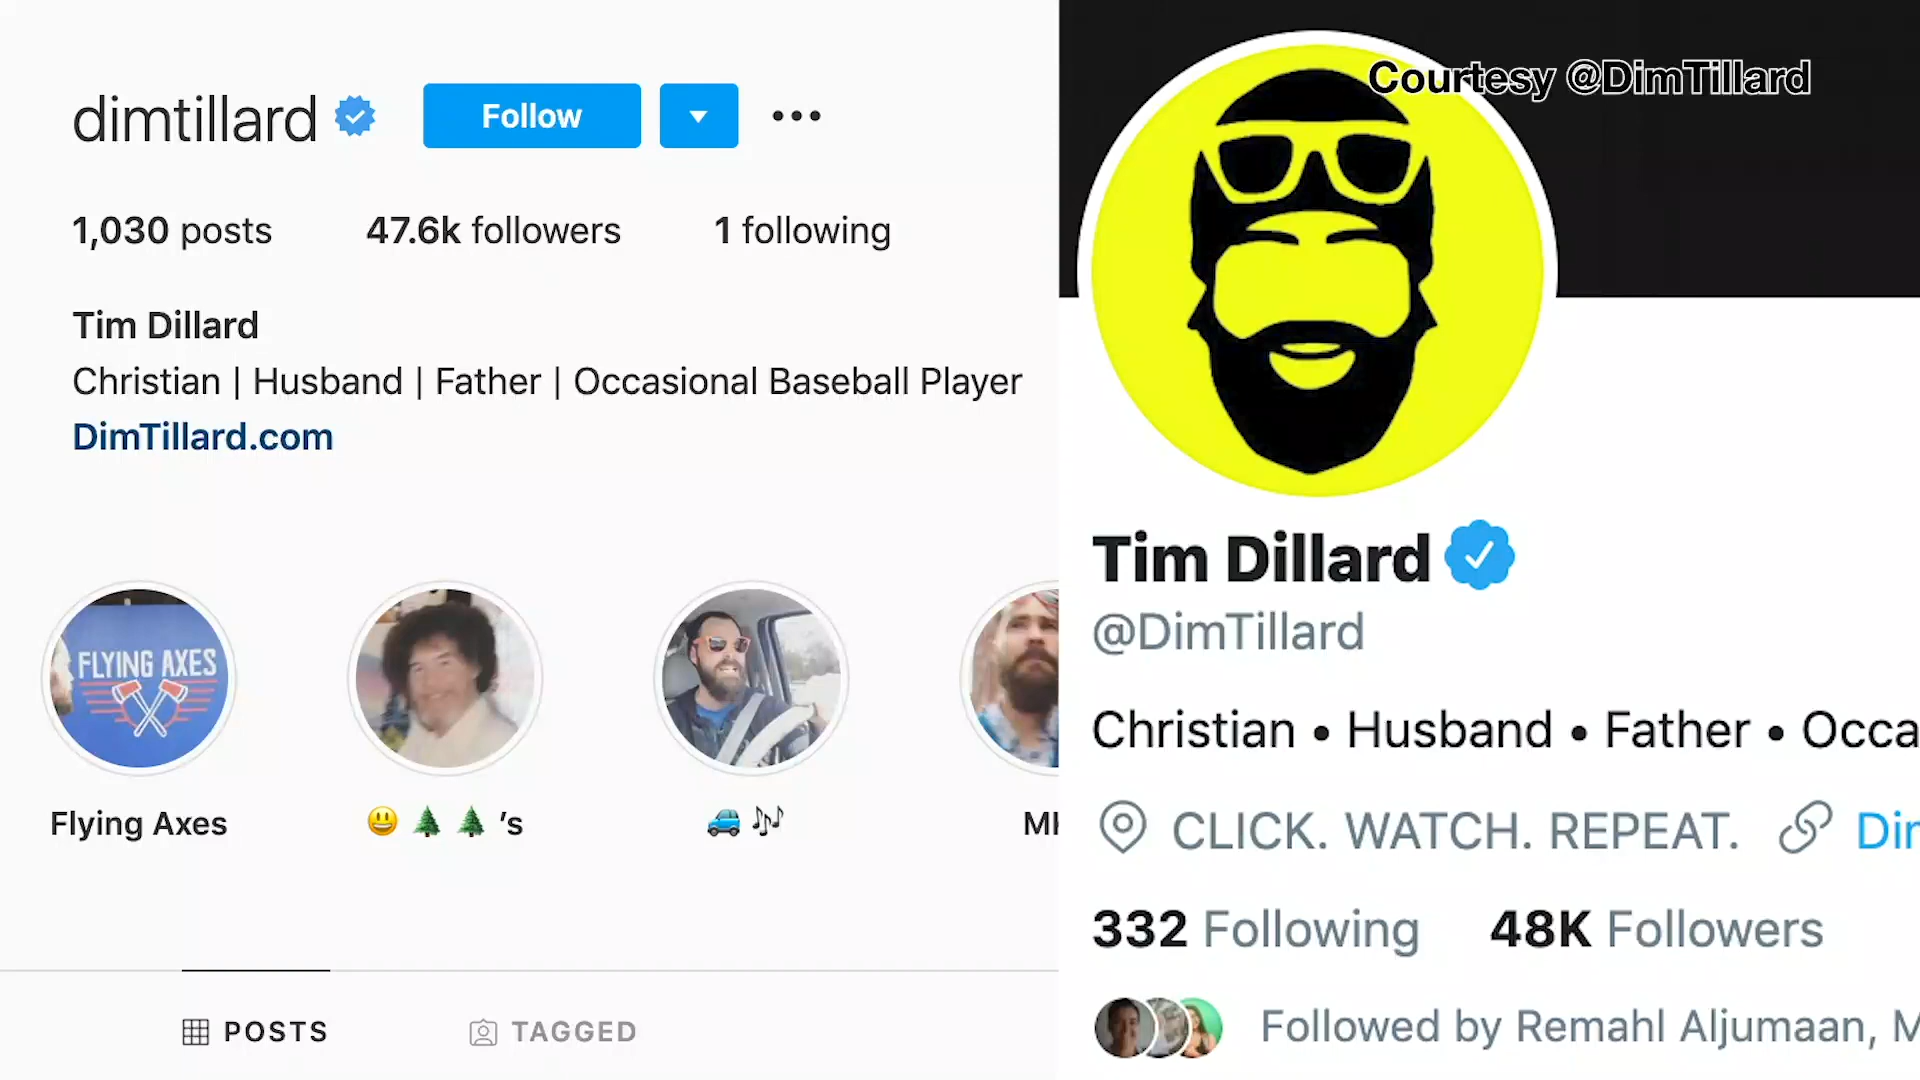 dimtillard
Follow
1,030 posts
47.6k followers
1 following
Tim Dillard
Christian | Husband | Father | Occasional Baseball Player
DimTillard.com
FLYING AXES
Flying Axes
😃 🌲 🌲 's
🚙 🎶
POSTS
TAGGED
Courtesy @DimTillard
Tim Dillard
@DimTillard
Christian • Husband • Father • Occa
CLICK. WATCH. REPEAT.
332 Following
48K Followers
Followed by Remahl Aljumaan,